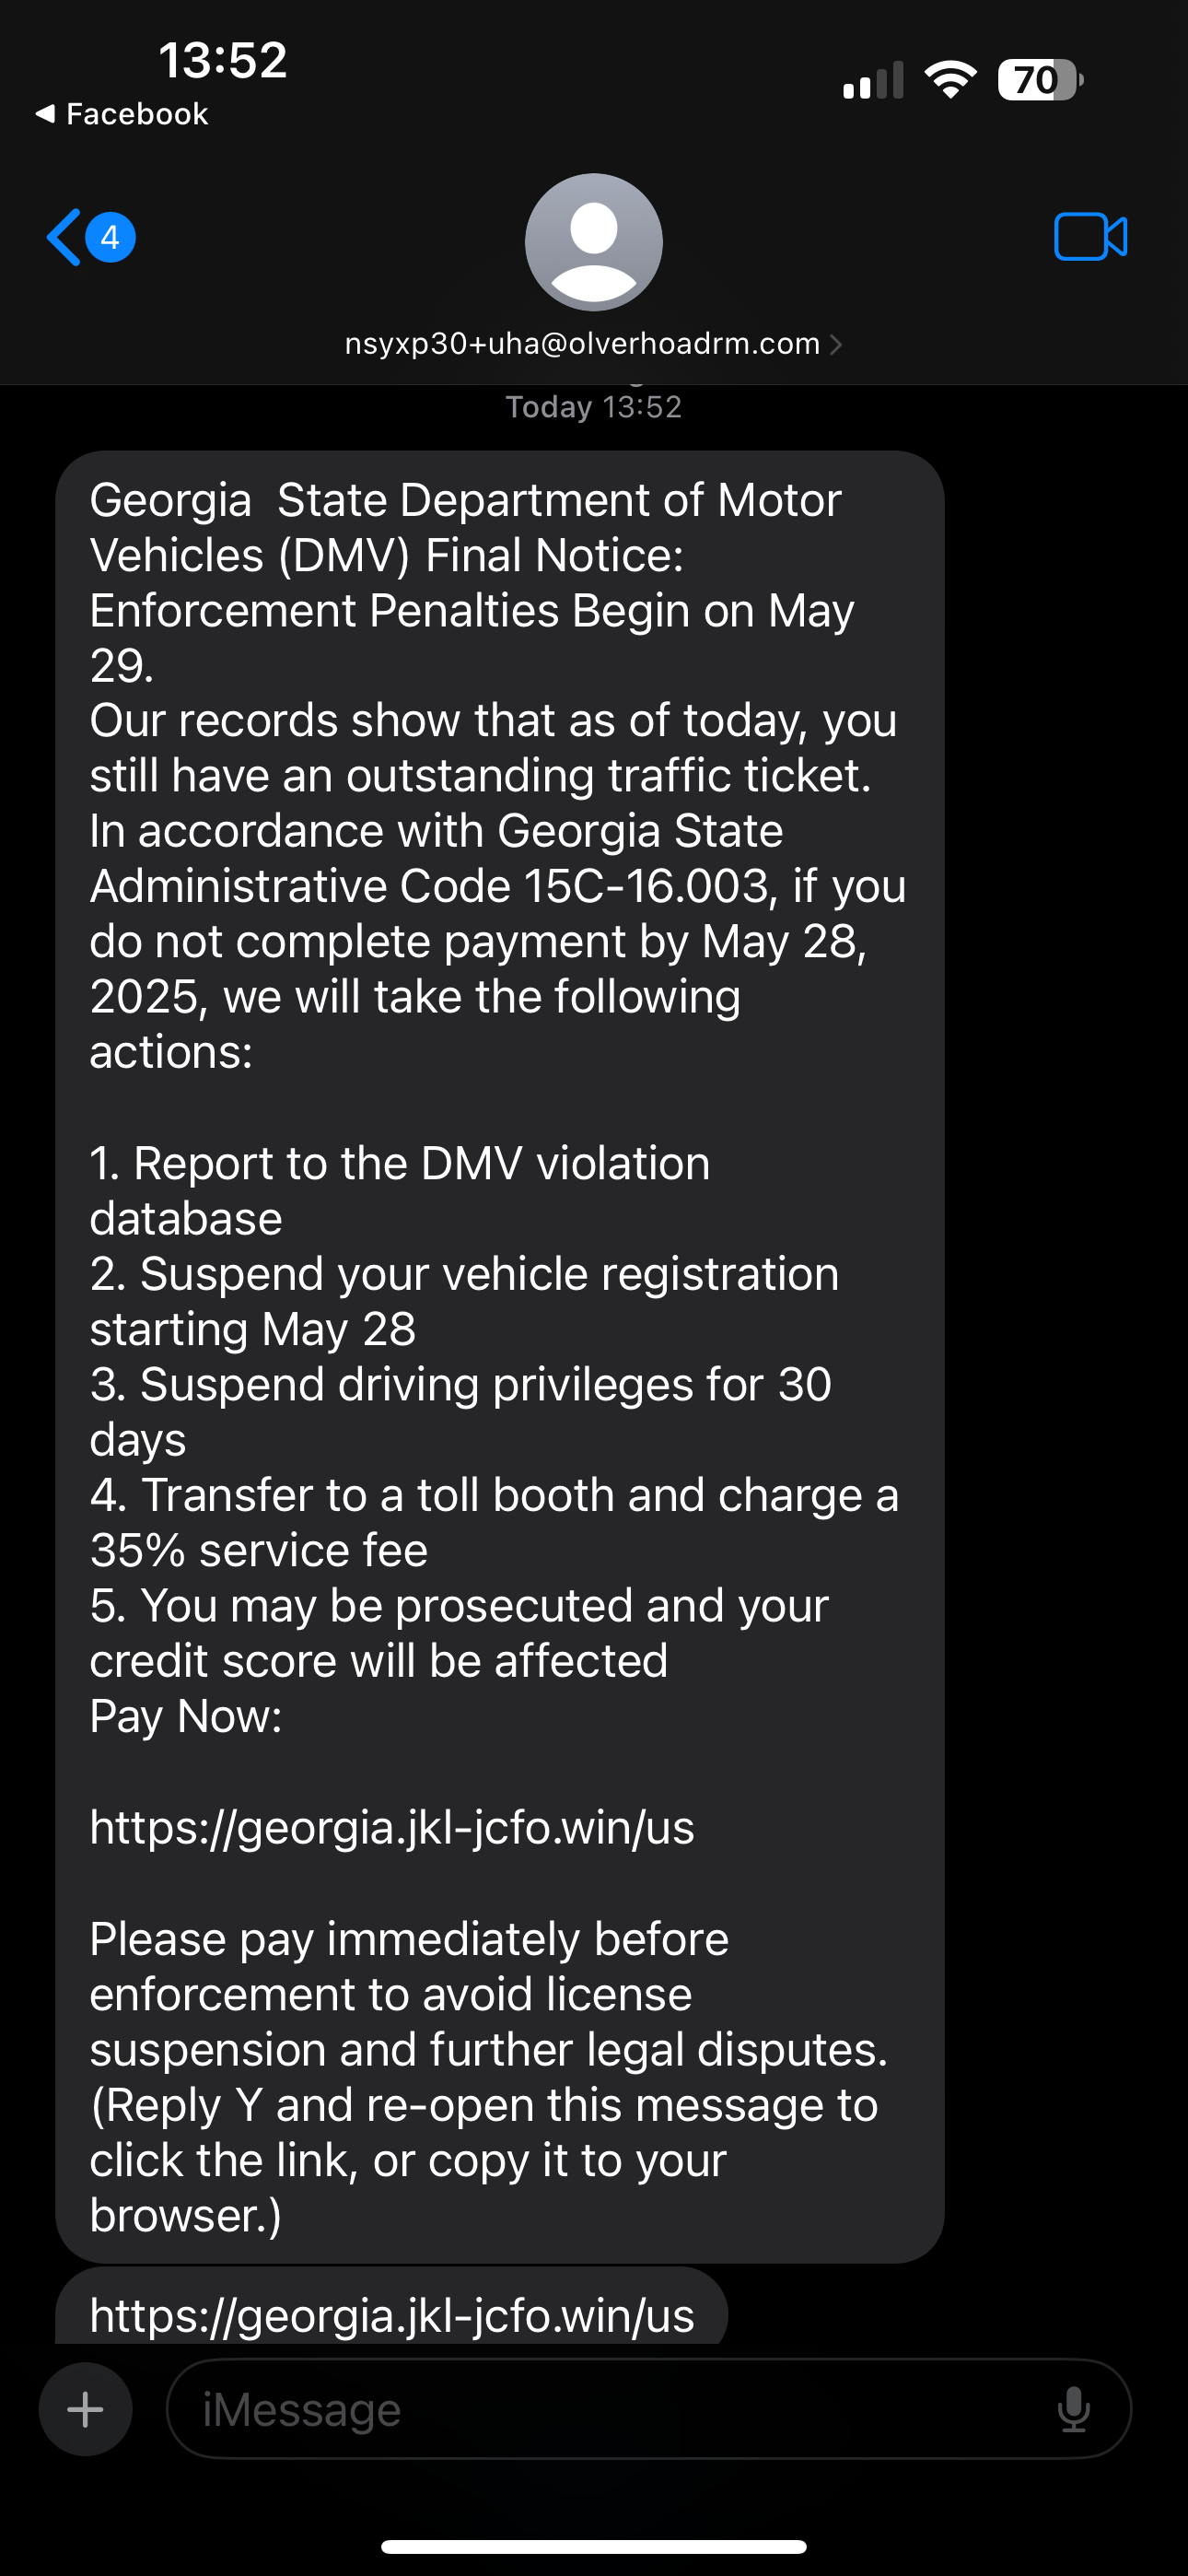 13:52
70
◀ Facebook
4
nsyxp30+uha@olverhoadrm.com
Today 13:52
Georgia  State Department of Motor
Vehicles (DMV) Final Notice:
Enforcement Penalties Begin on May
29.
Our records show that as of today, you
still have an outstanding traffic ticket.
In accordance with Georgia State
Administrative Code 15C-16.003, if you
do not complete payment by May 28,
2025, we will take the following
actions:
1. Report to the DMV violation
database
2. Suspend your vehicle registration
starting May 28
3. Suspend driving privileges for 30
days
4. Transfer to a toll booth and charge a
35% service fee
5. You may be prosecuted and your
credit score will be affected
Pay Now:
https://georgia.jkl-jcfo.win/us
Please pay immediately before
enforcement to avoid license
suspension and further legal disputes.
(Reply Y and re-open this message to
click the link, or copy it to your
browser.)
https://georgia.jkl-jcfo.win/us
iMessage